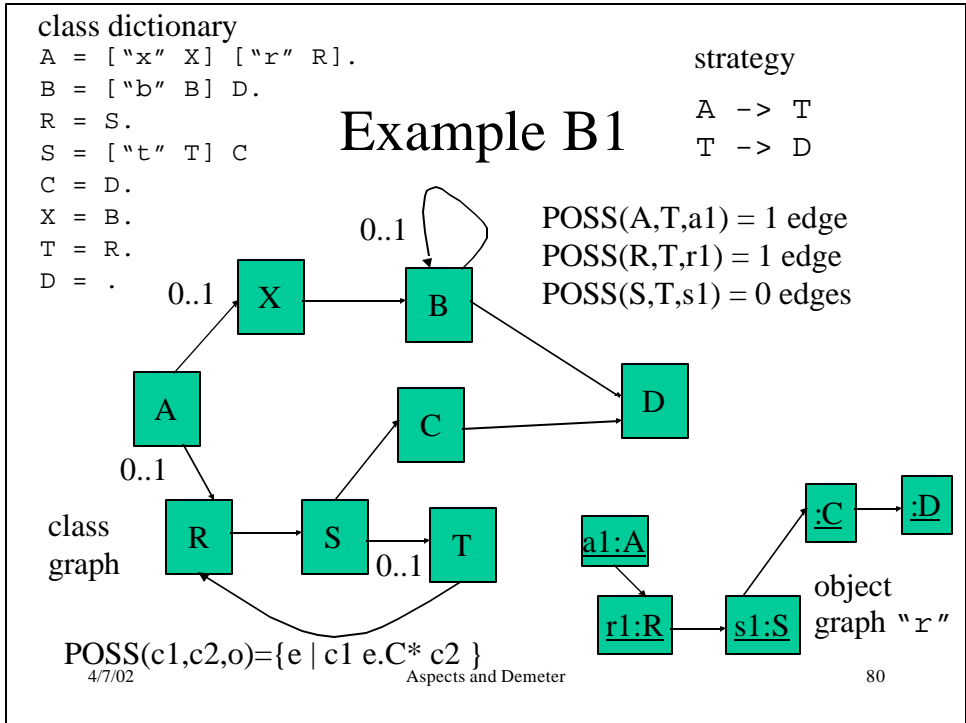 class dictionary
A = ["x" X] ["r" R].
B = ["b" B] D.
R = S.
S = ["t" T] C
C = D.
X = B.
T = R.
D = .
Example B1
strategy
A -> T
T -> D
POSS(A,T,a1) = 1 edge
POSS(R,T,r1) = 1 edge
POSS(S,T,s1) = 0 edges
0..1
0..1
X
B
A
C
D
0..1
R
S
0..1
T
class
graph
:C
:D
a1:A
r1:R
s1:S
object
graph "r"
POSS(c1,c2,o)={e | c1 e.C* c2 }
4/7/02
Aspects and Demeter
80